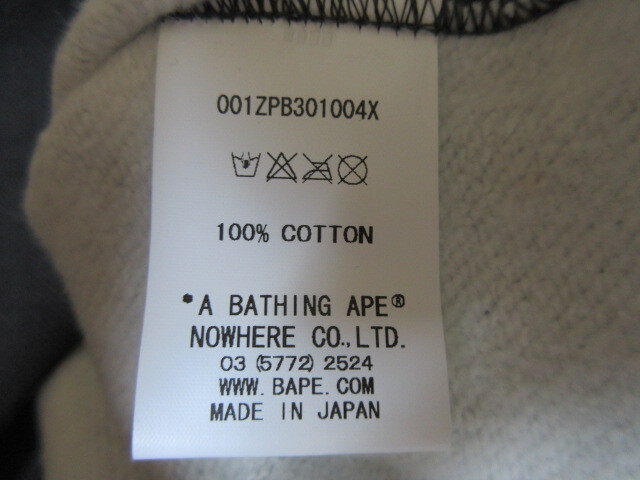 001ZPB301004X
100% COTTON
*A BATHING APE®
NOWHERE CO.,LTD.
03 (5772) 2524
WWW.BAPE.COM
MADE IN JAPAN